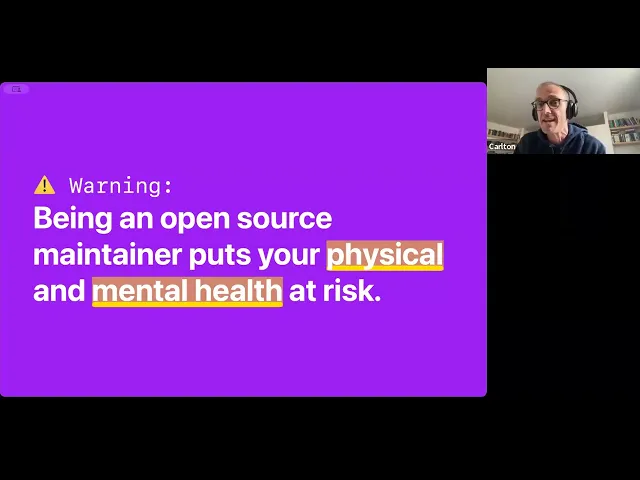 ⚠️ Warning:
Being an open source
maintainer puts your physical
and mental health at risk.
Carlton